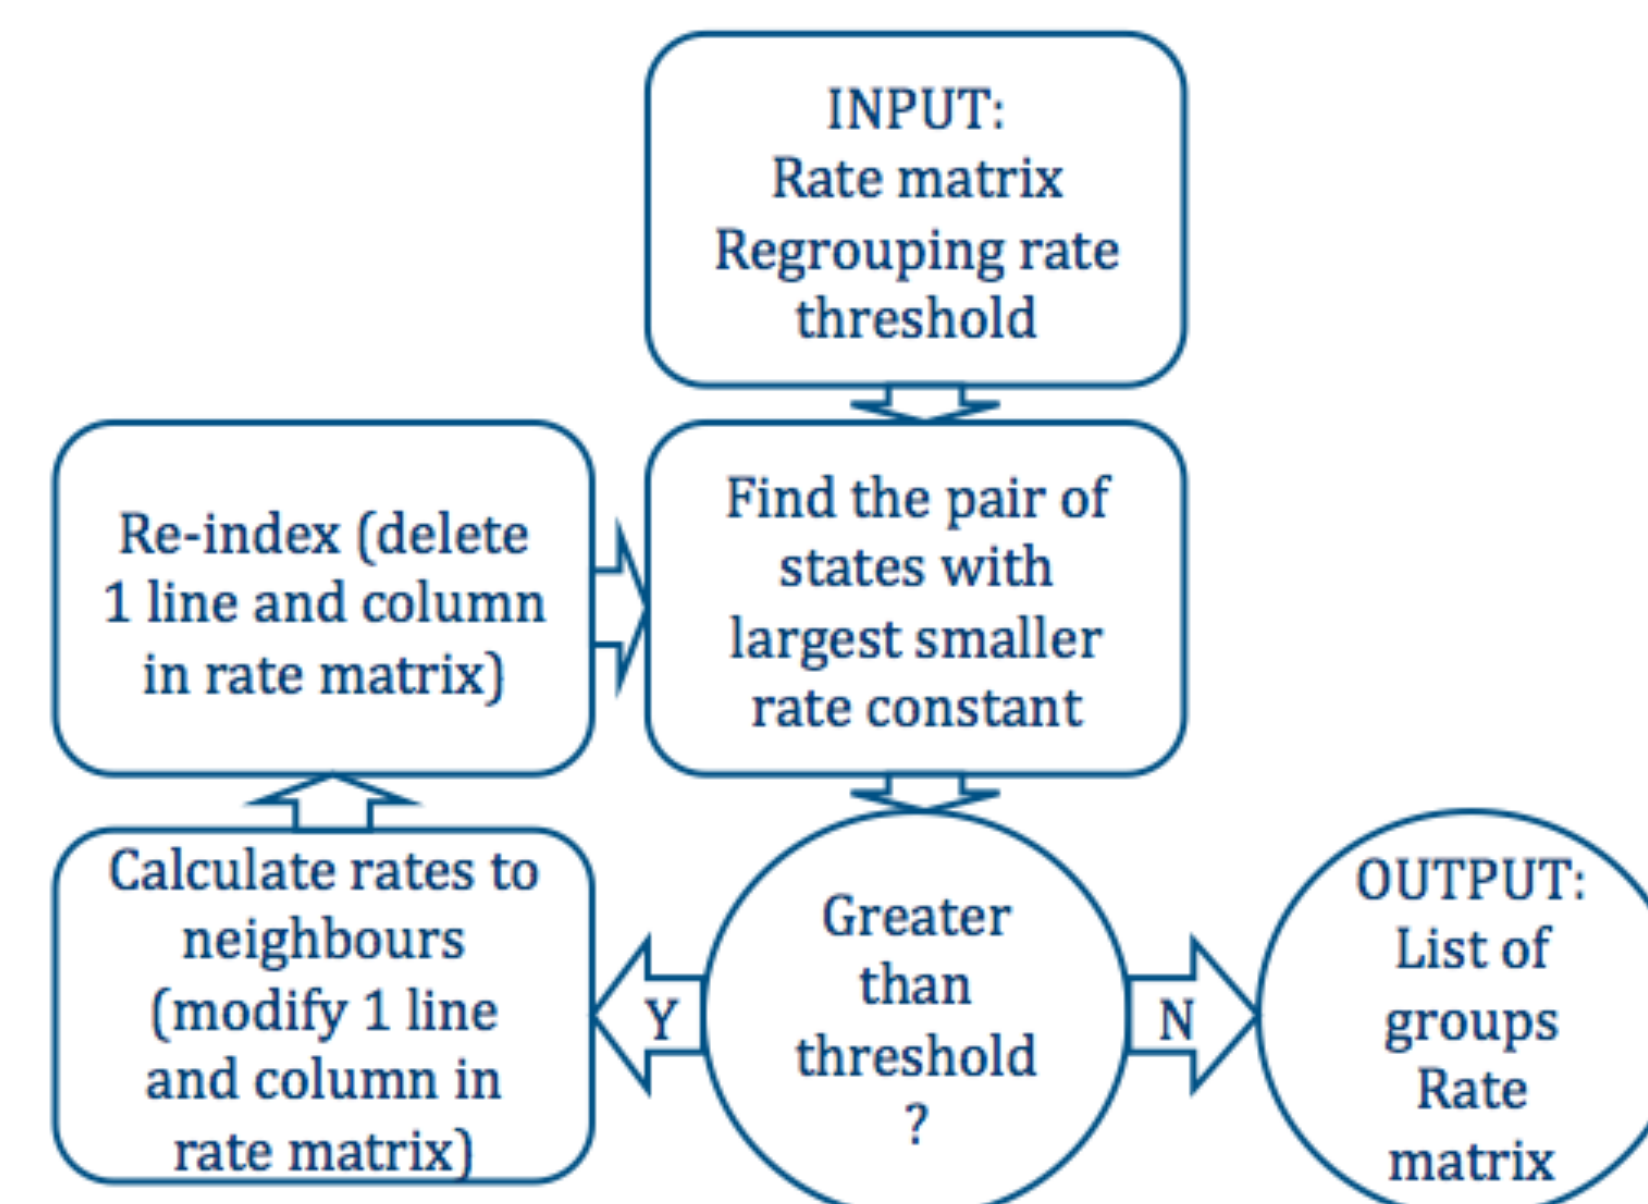 INPUT:
Rate matrix
Regrouping rate
threshold
Find the pair of
states with
largest smaller
rate constant
Re-index (delete
1 line and column
in rate matrix)
Calculate rates to
neighbours
(modify 1 line
and column in
rate matrix)
Y
Greater
than
threshold
?
N
OUTPUT:
List of
groups
Rate
matrix